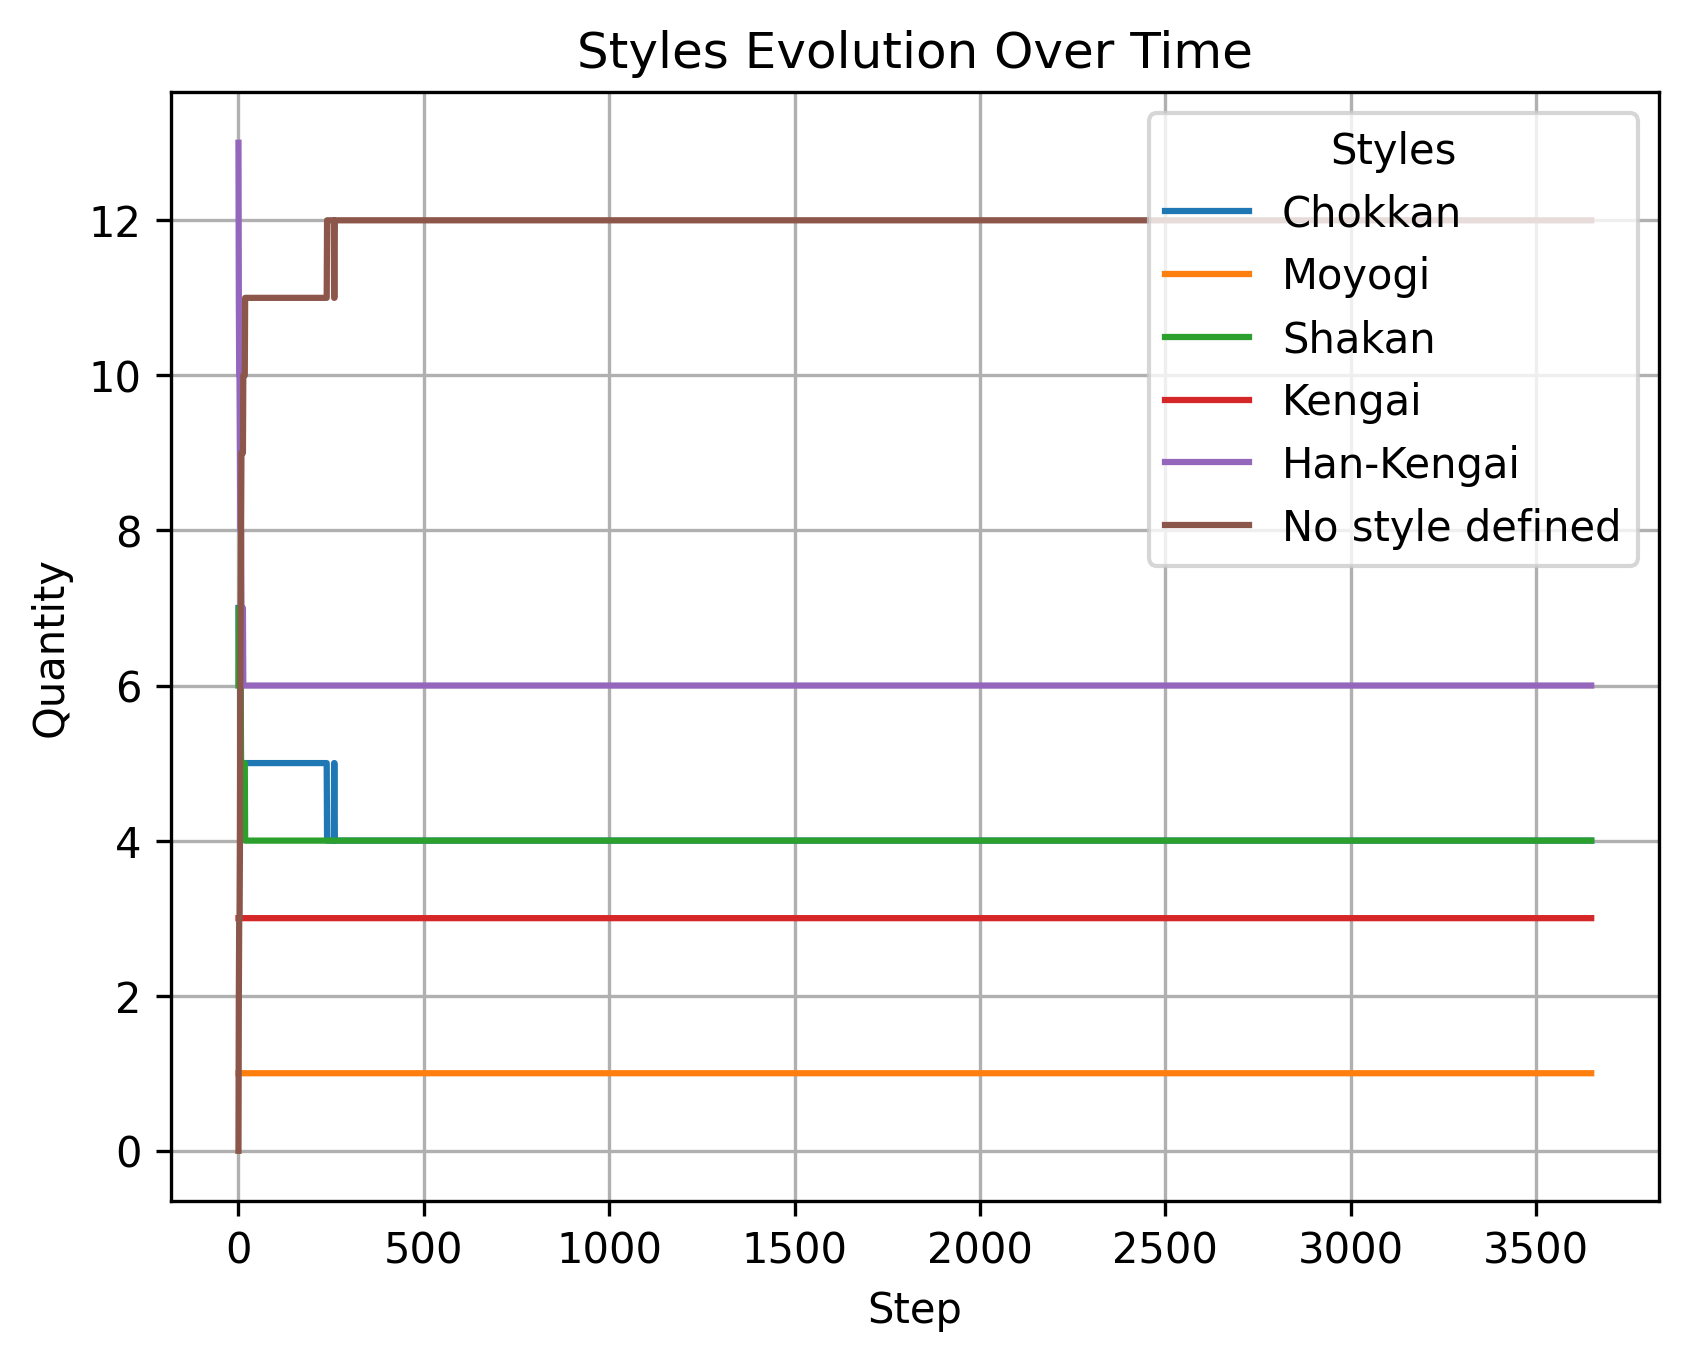 Styles Evolution Over Time
Quantity
12
10
8
6
4
2
0
Styles
Chokkan
Moyogi
Shakan
Kengai
Han-Kengai
No style defined
0 500 1000 1500 2000 2500 3000 3500
Step